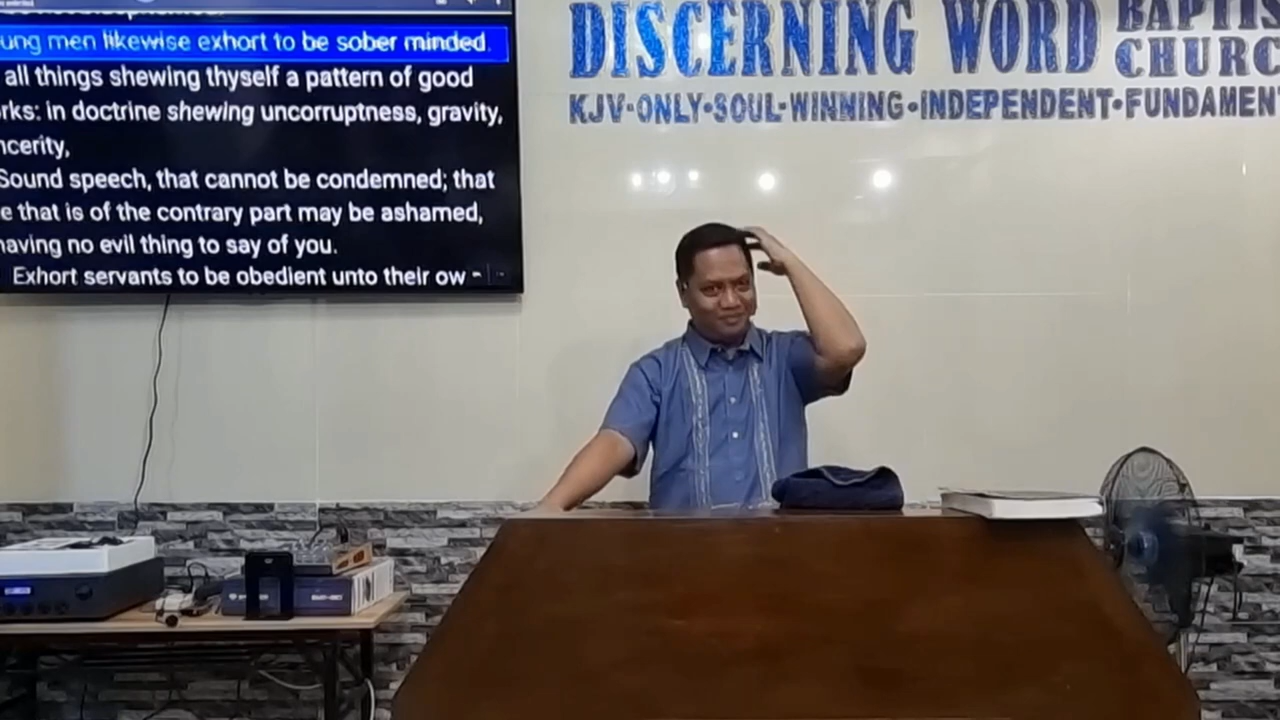 ung men likewise exhort to be sober minded.
all things shewing thyself a pattern of good
rks: in doctrine shewing uncorruptness, gravity,
ncerity,
Sound speech, that cannot be condemned; that
e that is of the contrary part may be ashamed,
having no evil thing to say of you.
Exhort servants to be obedient unto their ow
DISCERNING WORD BAPTIS
CHURC
KJV-ONLY•SOUL-WINNING•INDEPENDENT•FUNDAMENT